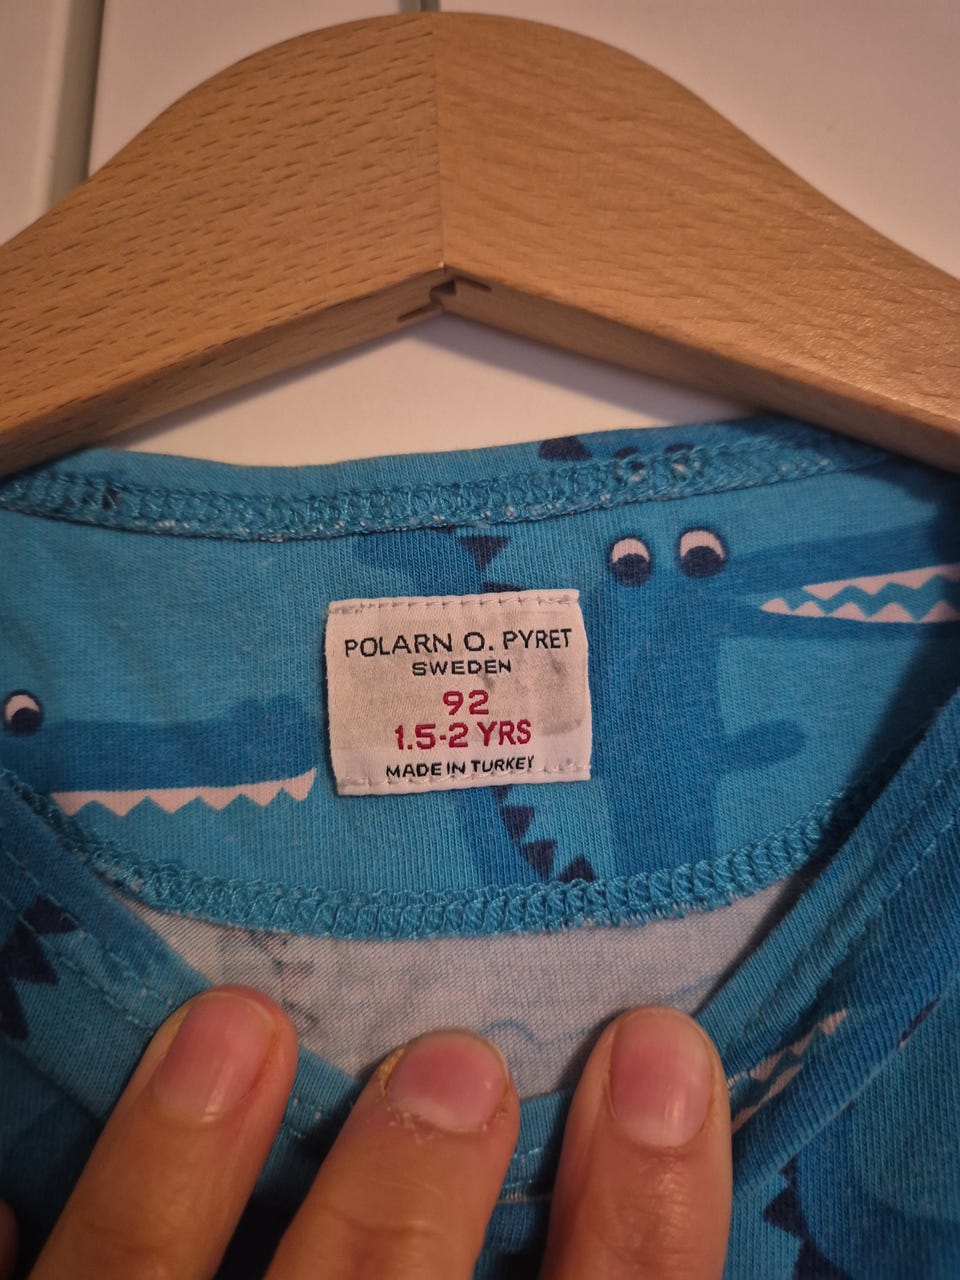 POLARN O. PYRET
SWEDEN
92
1.5-2 YRS
MADE IN TURKEY